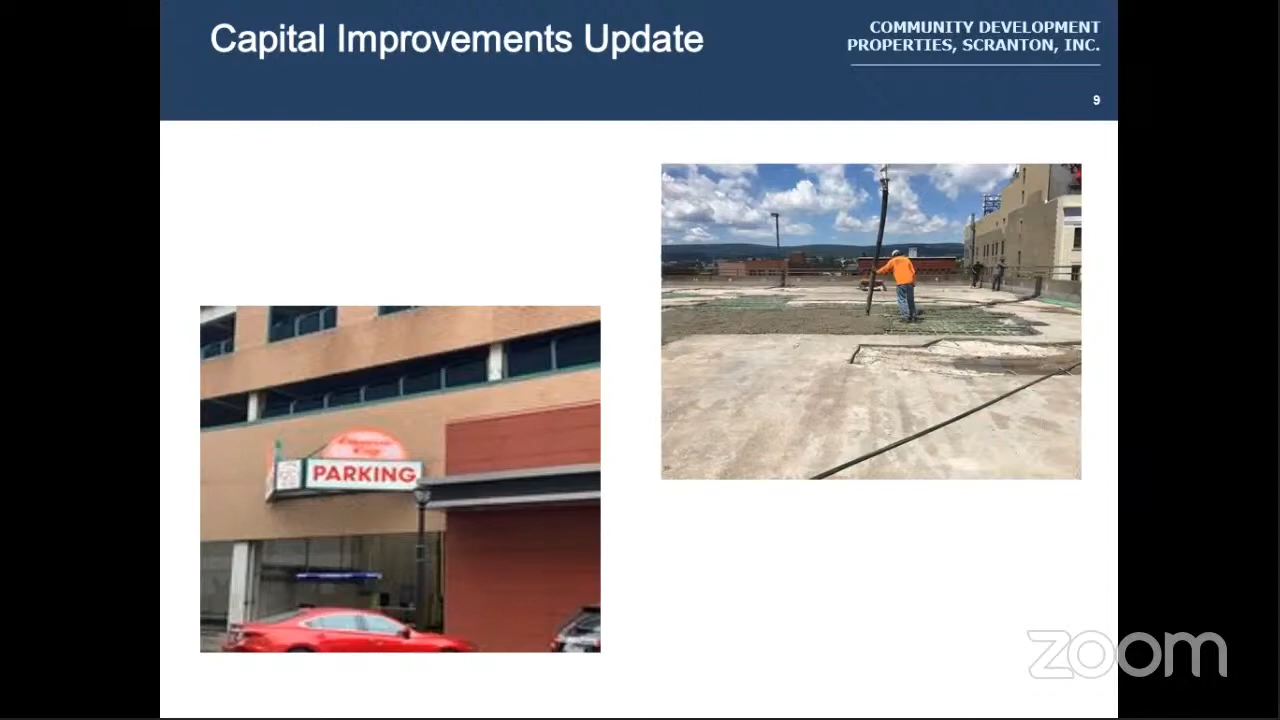 Capital Improvements Update
COMMUNITY DEVELOPMENT
PROPERTIES, SCRANTON, INC.
9
PARKING
zoom